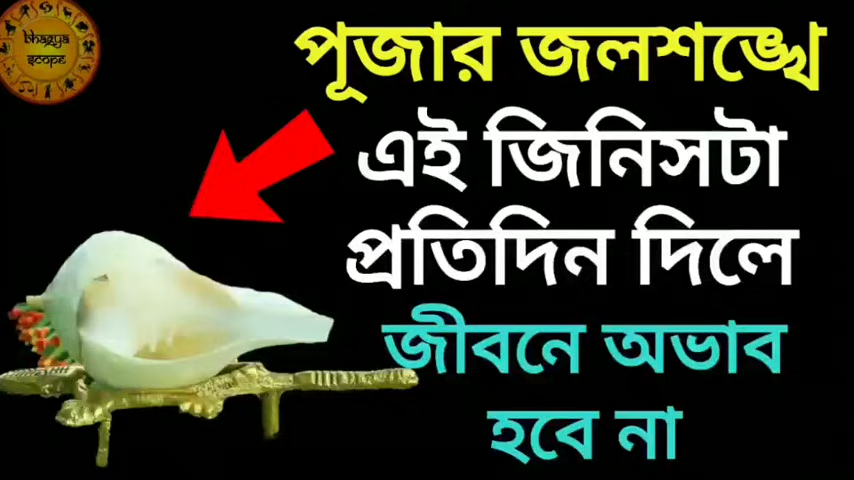 bhagya
scope
পূজার জলশঙ্খে
এই জিনিসটা
প্রতিদিন দিলে
জীবনে অভাব
হবে না